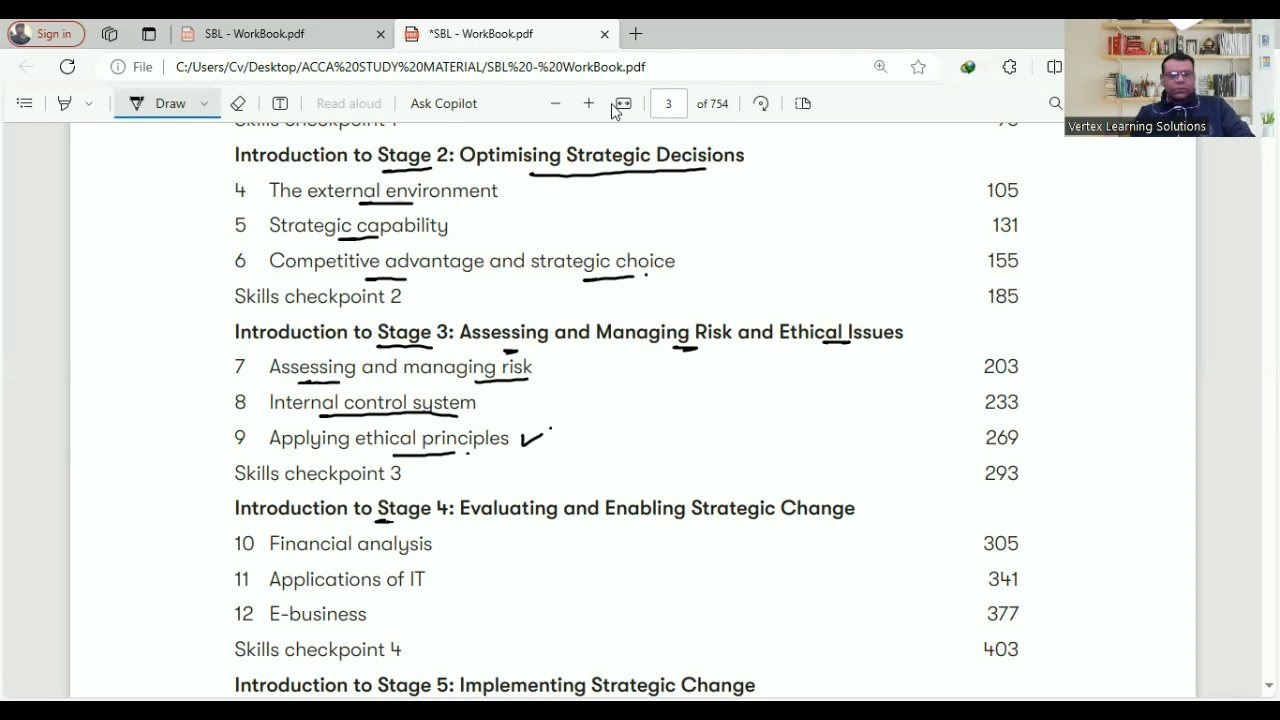 Sign in
SBL - WorkBook.pdf
*SBL - WorkBook.pdf
File C:/Users/Cv/Desktop/ACCA%20STUDY%20MATERIAL/SBL%20-%20WorkBook.pdf
Draw Read aloud Ask Copilot 3 of 754
Vertex Learning Solutions
Skills checkpoint 1
Introduction to Stage 2: Optimising Strategic Decisions
4 The external environment 105
5 Strategic capability 131
6 Competitive advantage and strategic choice 155
Skills checkpoint 2 185
Introduction to Stage 3: Assessing and Managing Risk and Ethical Issues
7 Assessing and managing risk 203
8 Internal control system 233
9 Applying ethical principles 269
Skills checkpoint 3 293
Introduction to Stage 4: Evaluating and Enabling Strategic Change
10 Financial analysis 305
11 Applications of IT 341
12 E-business 377
Skills checkpoint 4 403
Introduction to Stage 5: Implementing Strategic Change